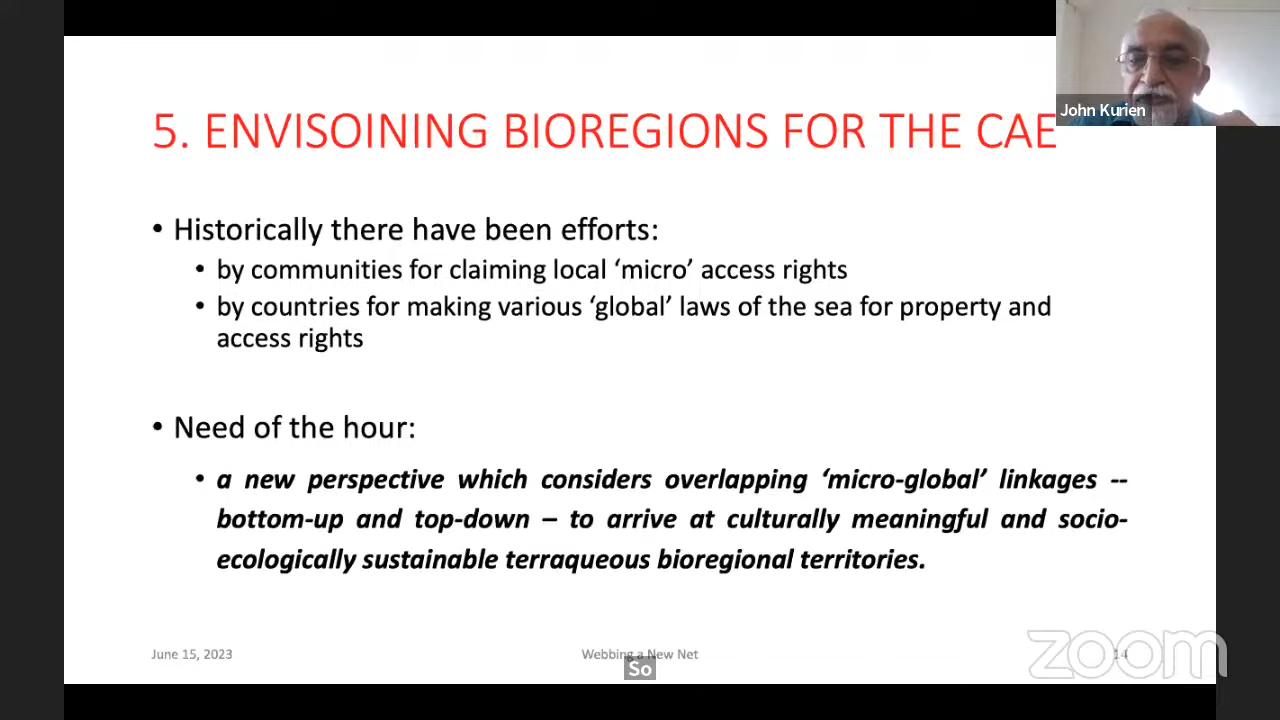 John Kurien
5. ENVISOINING BIOREGIONS FOR THE CAE
• Historically there have been efforts:
• by communities for claiming local ‘micro’ access rights
• by countries for making various ‘global’ laws of the sea for property and
access rights
• Need of the hour:
• a new perspective which considers overlapping ‘micro-global’ linkages --
bottom-up and top-down – to arrive at culturally meaningful and socio-
ecologically sustainable terraqueous bioregional territories.
June 15, 2023
Webbing a New Net
14
So
zoom